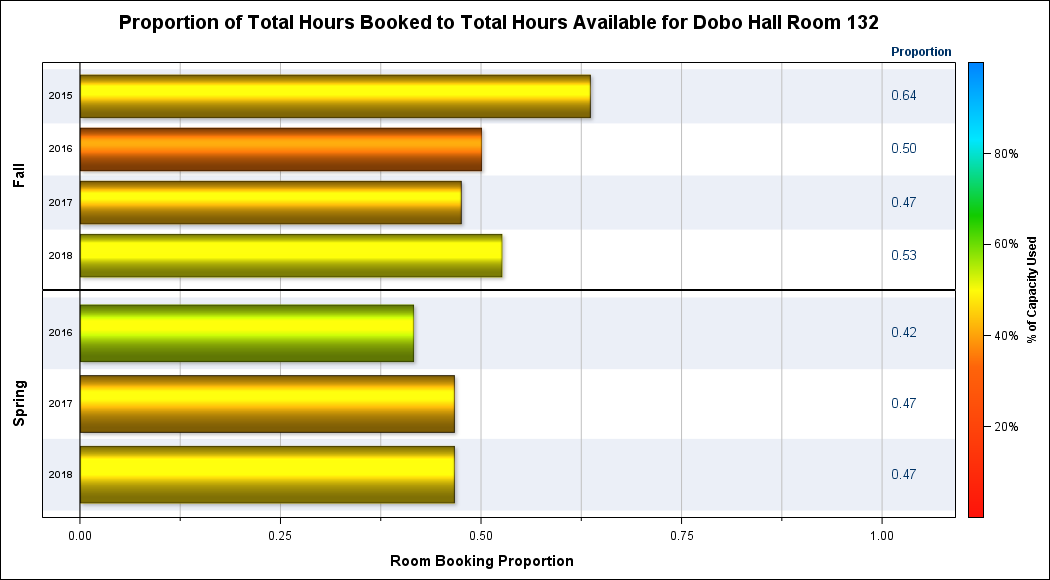 Proportion of Total Hours Booked to Total Hours Available for Dobo Hall Room 132
Proportion
Fall
2015 0.64
2016 0.50
2017 0.47
2018 0.53
Spring
2016 0.42
2017 0.47
2018 0.47
0.00 0.25 0.50 0.75 1.00
Room Booking Proportion
80%
60%
40%
20%
% of Capacity Used